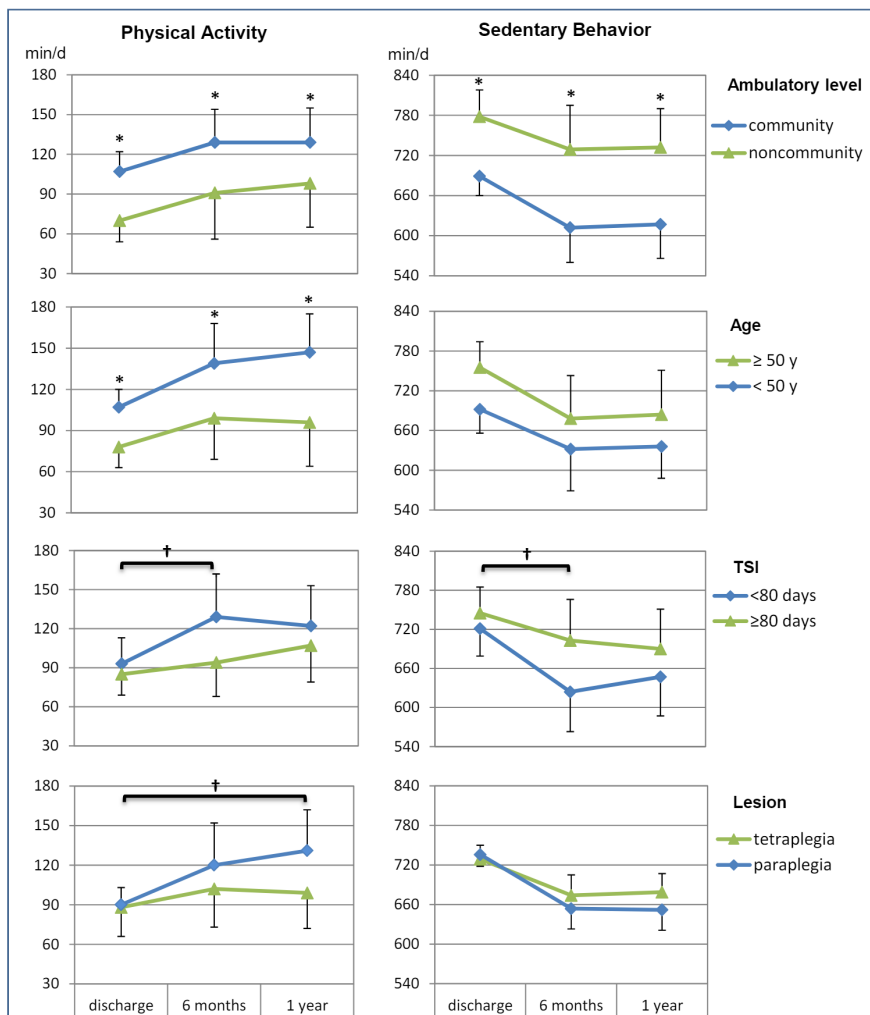 Physical Activity
Sedentary Behavior
min/d
min/d
180
150
120
90
60
30
*
*
*
840
780
720
660
600
540
*
*
*
Ambulatory level
community
noncommunity
180
150
120
90
60
30
*
*
*
840
780
720
660
600
540
Age
≥ 50 y
< 50 y
180
150
120
90
60
30
†
840
780
720
660
600
540
†
TSI
<80 days
≥80 days
180
150
120
90
60
30
†
840
780
720
660
600
540
Lesion
tetraplegia
paraplegia
discharge
6 months
1 year
discharge
6 months
1 year